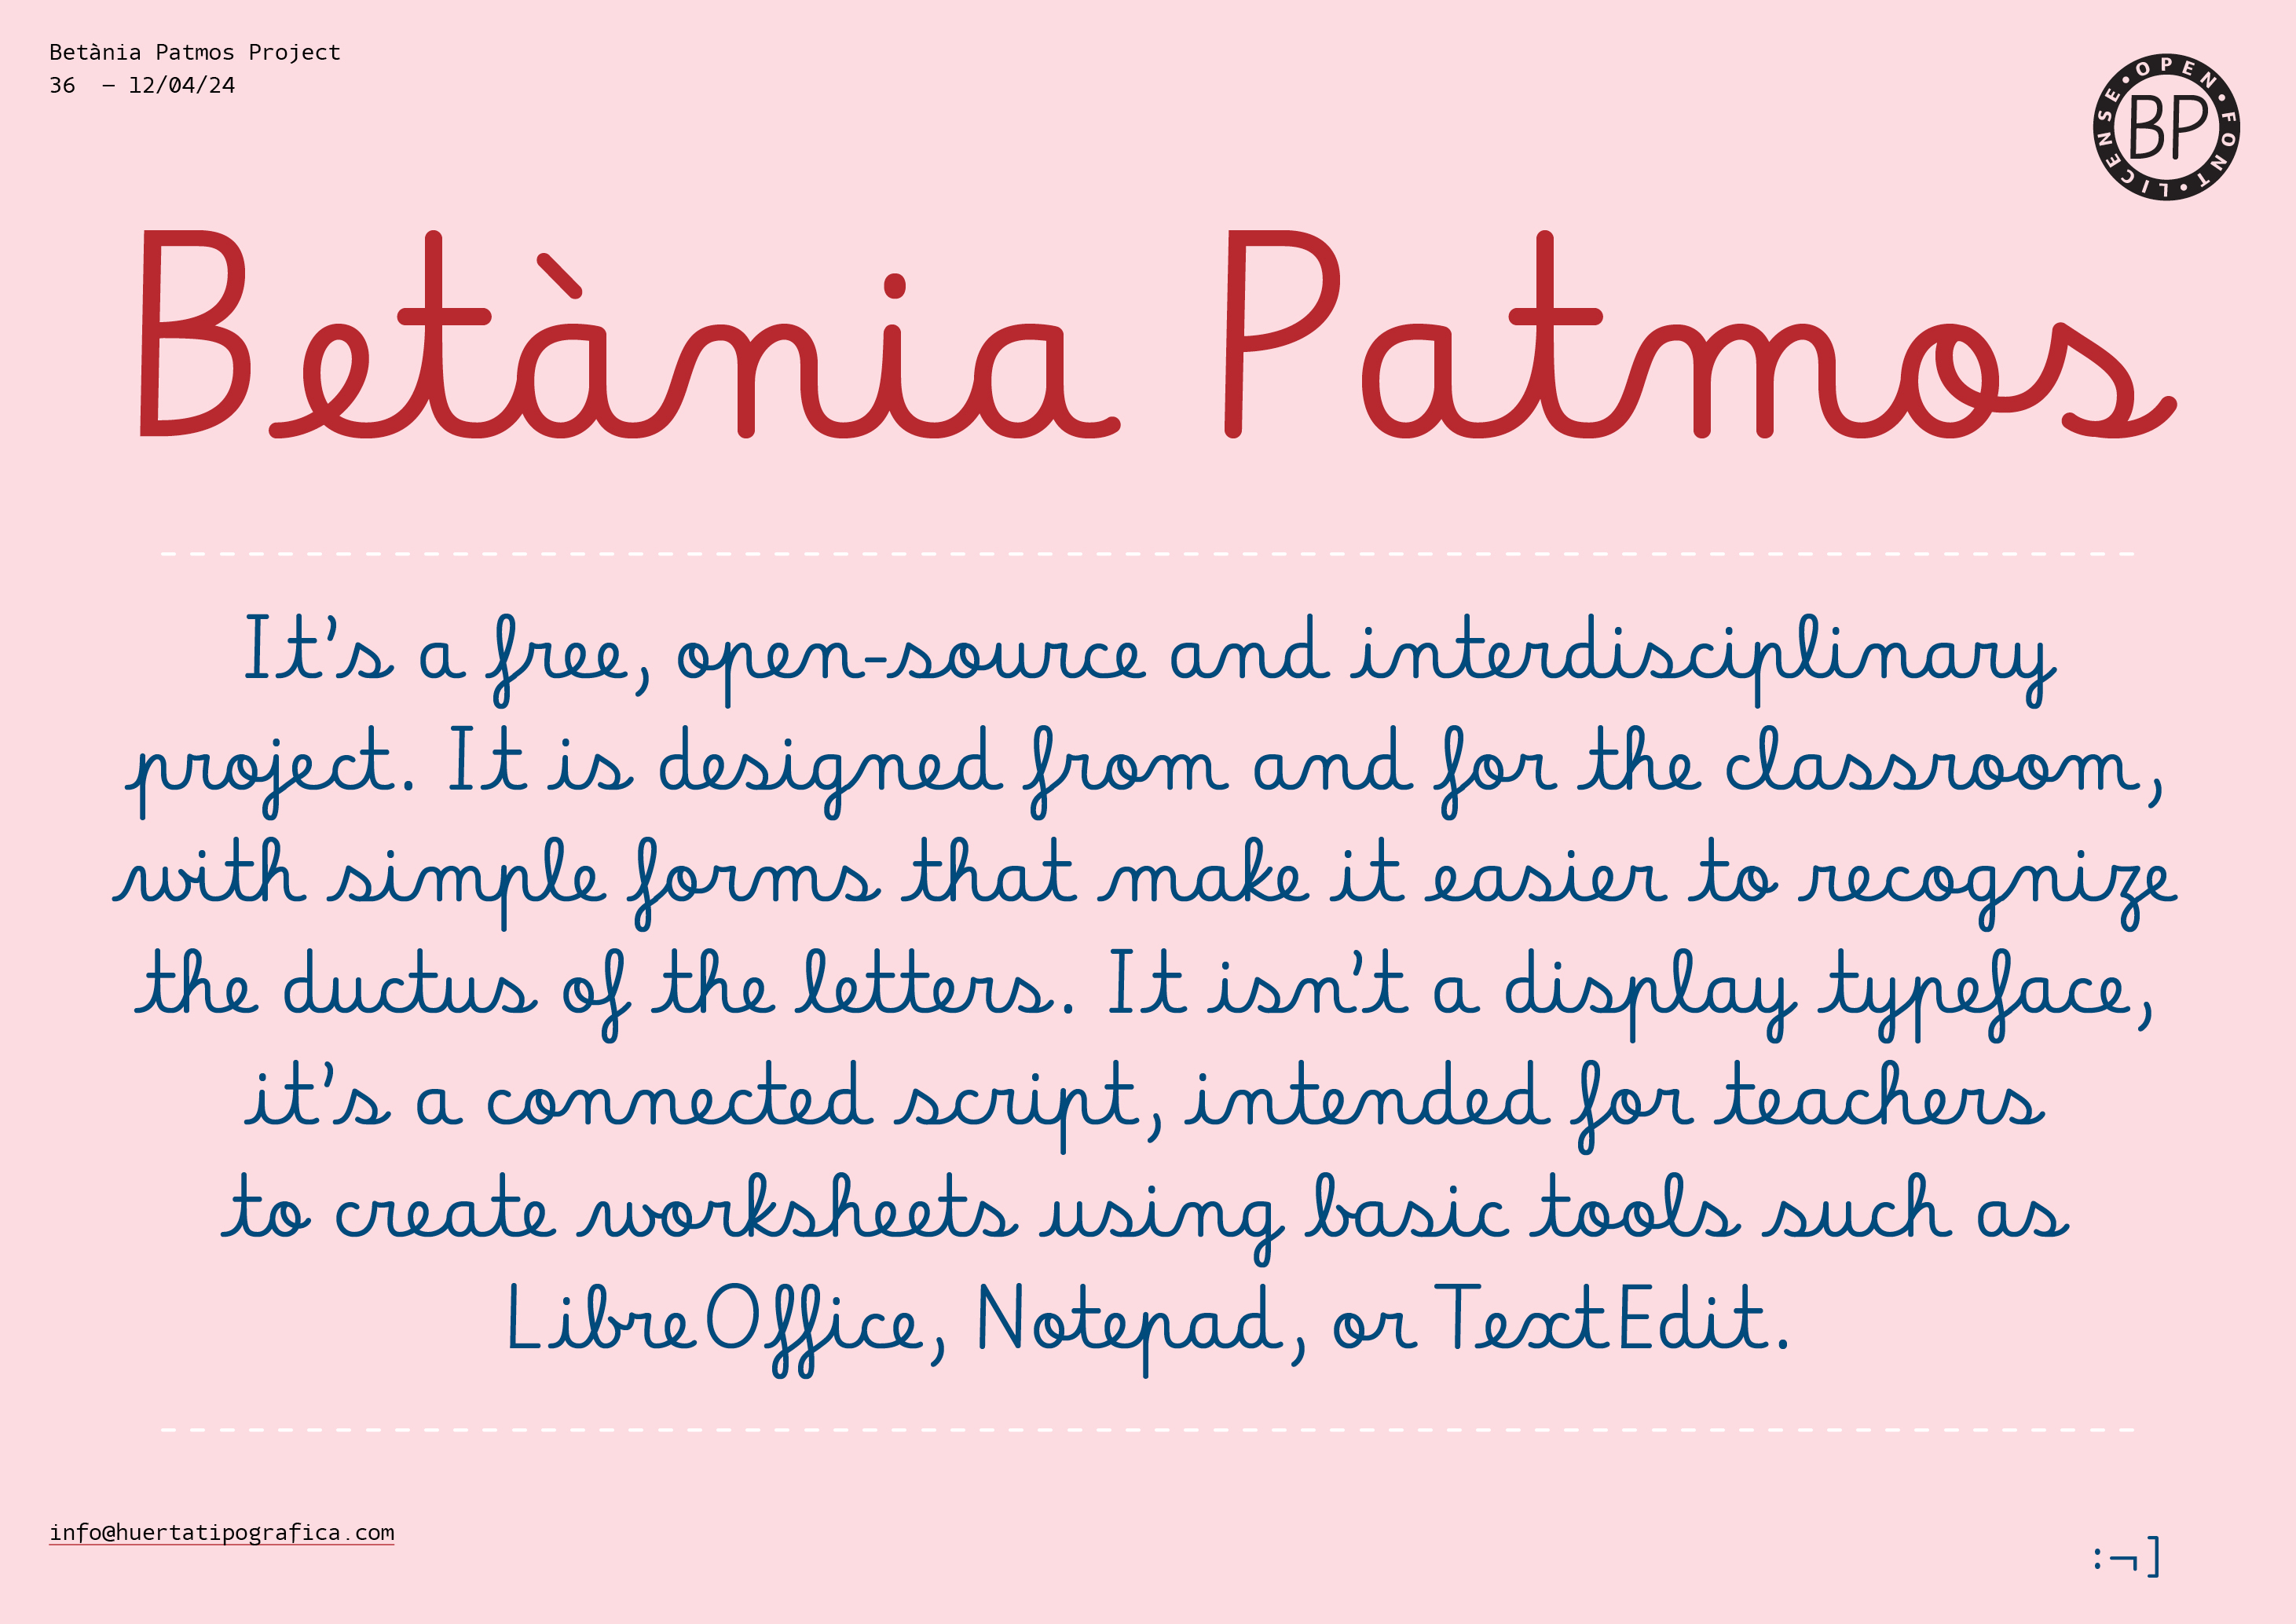 Betània Patmos Project
36  — 12/04/24
OPEN • FONT • LICENSE •
BP
Betània Patmos
It’s a free, open-source and interdisciplinary
project. It is designed from and for the classroom,
with simple forms that make it easier to recognize
the ductus of the letters. It isn’t a display typeface,
it’s a connected script, intended for teachers
to create worksheets using basic tools such as
LibreOffice, Notepad, or TextEdit.
info@huertatipografica.com
:¬]